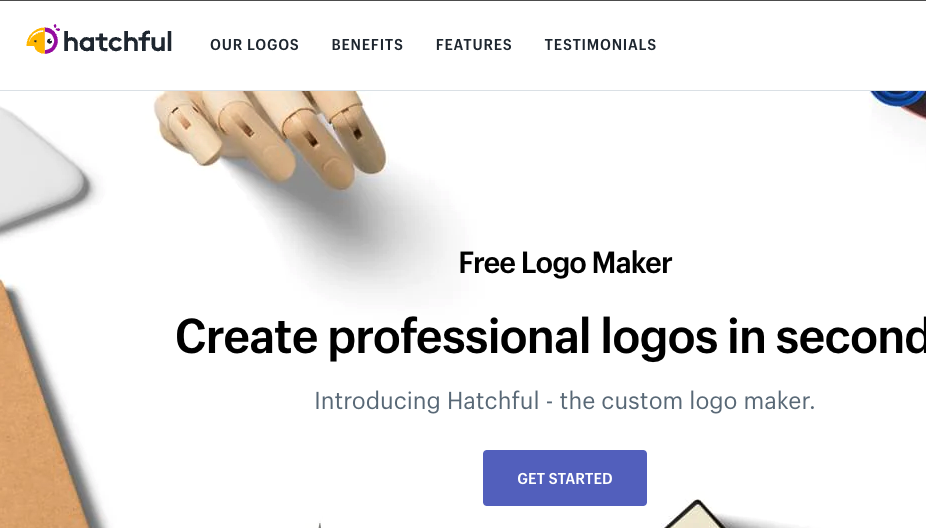 hatchful
OUR LOGOS
BENEFITS
FEATURES
TESTIMONIALS
Free Logo Maker
Create professional logos in second
Introducing Hatchful - the custom logo maker.
GET STARTED